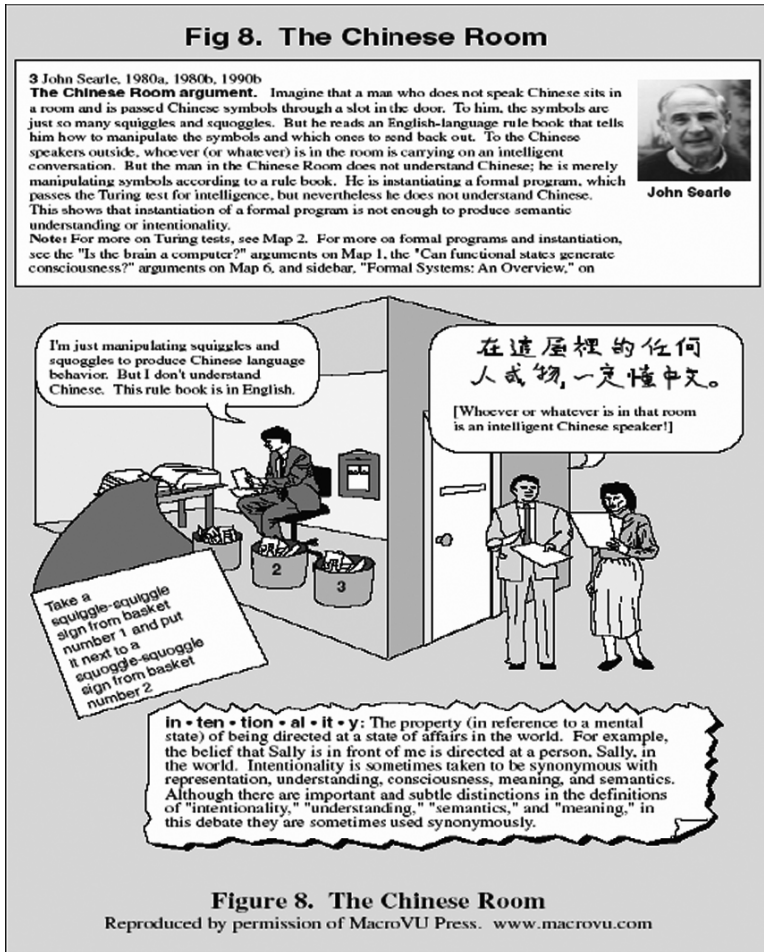 Fig 8. The Chinese Room
3 John Searle, 1980a, 1980b, 1990b
The Chinese Room argument. Imagine that a man who does not speak Chinese sits in
a room and is passed Chinese symbols through a slot in the door. To him, the symbols are
just so many squiggles and squoggles. But he reads an English-language rule book that tells
him how to manipulate the symbols and which ones to send back out. To the Chinese
speakers outside, whoever (or whatever) is in the room is carrying on an intelligent
conversation. But the man in the Chinese Room does not understand Chinese; he is merely
manipulating symbols according to a rule book. He is instantiating a formal program, which
passes the Turing test for intelligence, but nevertheless he does not understand Chinese.
This shows that instantiation of a formal program is not enough to produce semantic
understanding or intentionality.
Note: For more on Turing tests, see Map 2. For more on formal programs and instantiation,
see the "Is the brain a computer?" arguments on Map 1, the "Can functional states generate
consciousness?" arguments on Map 6, and sidebar, "Formal Systems: An Overview," on
John Searle
I'm just manipulating squiggles and
squoggles to produce Chinese language
behavior. But I don't understand
Chinese. This rule book is in English.
在這屋裡的任何
人或物,一定懂中文。
[Whoever or whatever is in that room
is an intelligent Chinese speaker!]
2
3
Take a
squiggle-squiggle
sign from basket
number 1 and put
it next to a
squoggle-squoggle
sign from basket
number 2
in • ten • tion • al • it • y: The property (in reference to a mental
state) of being directed at a state of affairs in the world. For example,
the belief that Sally is in front of me is directed at a person, Sally, in
the world. Intentionality is sometimes taken to be synonymous with
representation, understanding, consciousness, meaning, and semantics.
Although there are important and subtle distinctions in the definitions
of "intentionality," "understanding," "semantics," and "meaning," in
this debate they are sometimes used synonymously.
Figure 8. The Chinese Room
Reproduced by permission of MacroVU Press. www.macrovu.com